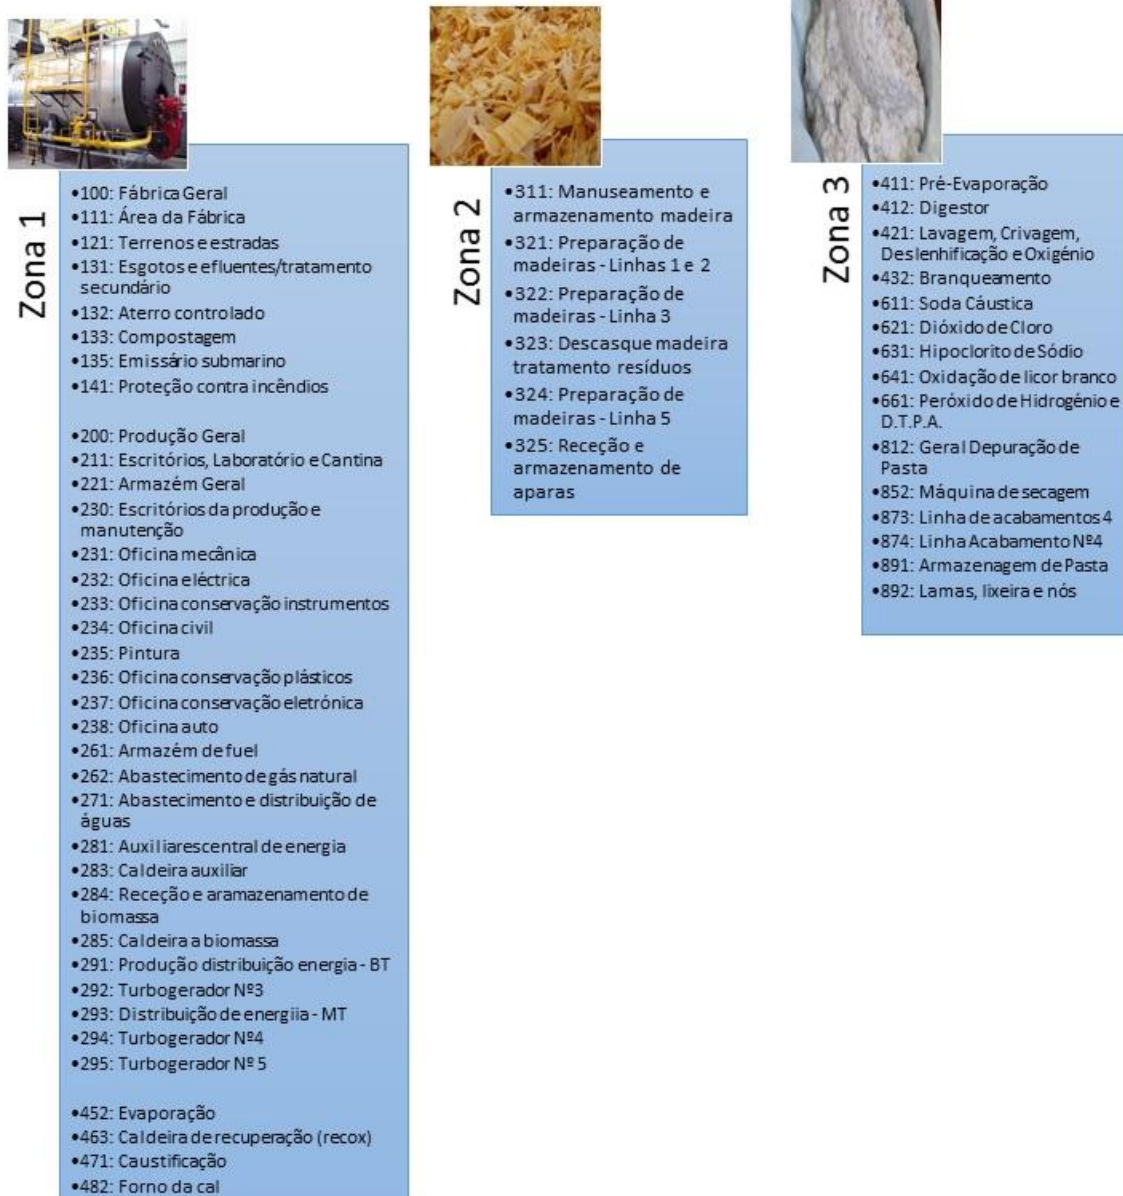 Zona 1
•100: Fábrica Geral
•111: Área da Fábrica
•121: Terrenos e estradas
•131: Esgotos e efluentes/tratamento
secundário
•132: Aterro controlado
•133: Compostagem
•135: Emissário submarino
•141: Proteção contra incêndios
•200: Produção Geral
•211: Escritórios, Laboratório e Cantina
•221: Armazém Geral
•230: Escritórios da produção e
manutenção
•231: Oficina mecânica
•232: Oficina eléctrica
•233: Oficina conservação instrumentos
•234: Oficina civil
•235: Pintura
•236: Oficina conservação plásticos
•237: Oficina conservação eletrónica
•238: Oficina auto
•261: Armazém de fuel
•262: Abastecimento de gás natural
•271: Abastecimento e distribuição de
águas
•281: Auxiliares central de energia
•283: Caldeira auxiliar
•284: Receção e aramazenamento de
biomassa
•285: Caldeira a biomassa
•291: Produção distribuição energia - BT
•292: Turbogerador Nº3
•293: Distribuição de energiia - MT
•294: Turbogerador Nº4
•295: Turbogerador Nº 5
•452: Evaporação
•463: Caldeira de recuperação (recox)
•471: Caustificação
•482: Forno da cal
Zona 2
•311: Manuseamento e
armazenamento madeira
•321: Preparação de
madeiras - Linhas 1 e 2
•322: Preparação de
madeiras - Linha 3
•323: Descasque madeira
tratamento resíduos
•324: Preparação de
madeiras - Linha 5
•325: Receção e
armazenamento de
aparas
Zona 3
•411: Pré-Evaporação
•412: Digestor
•421: Lavagem, Crivagem,
Deslenhificação e Oxigénio
•432: Branqueamento
•611: Soda Cáustica
•621: Dióxido de Cloro
•631: Hipoclorito de Sódio
•641: Oxidação de licor branco
•661: Peróxido de Hidrogénio e
D.T.P.A.
•812: Geral Depuração de
Pasta
•852: Máquina de secagem
•873: Linha de acabamentos 4
•874: Linha Acabamento Nº4
•891: Armazenagem de Pasta
•892: Lamas, lixeira e nós